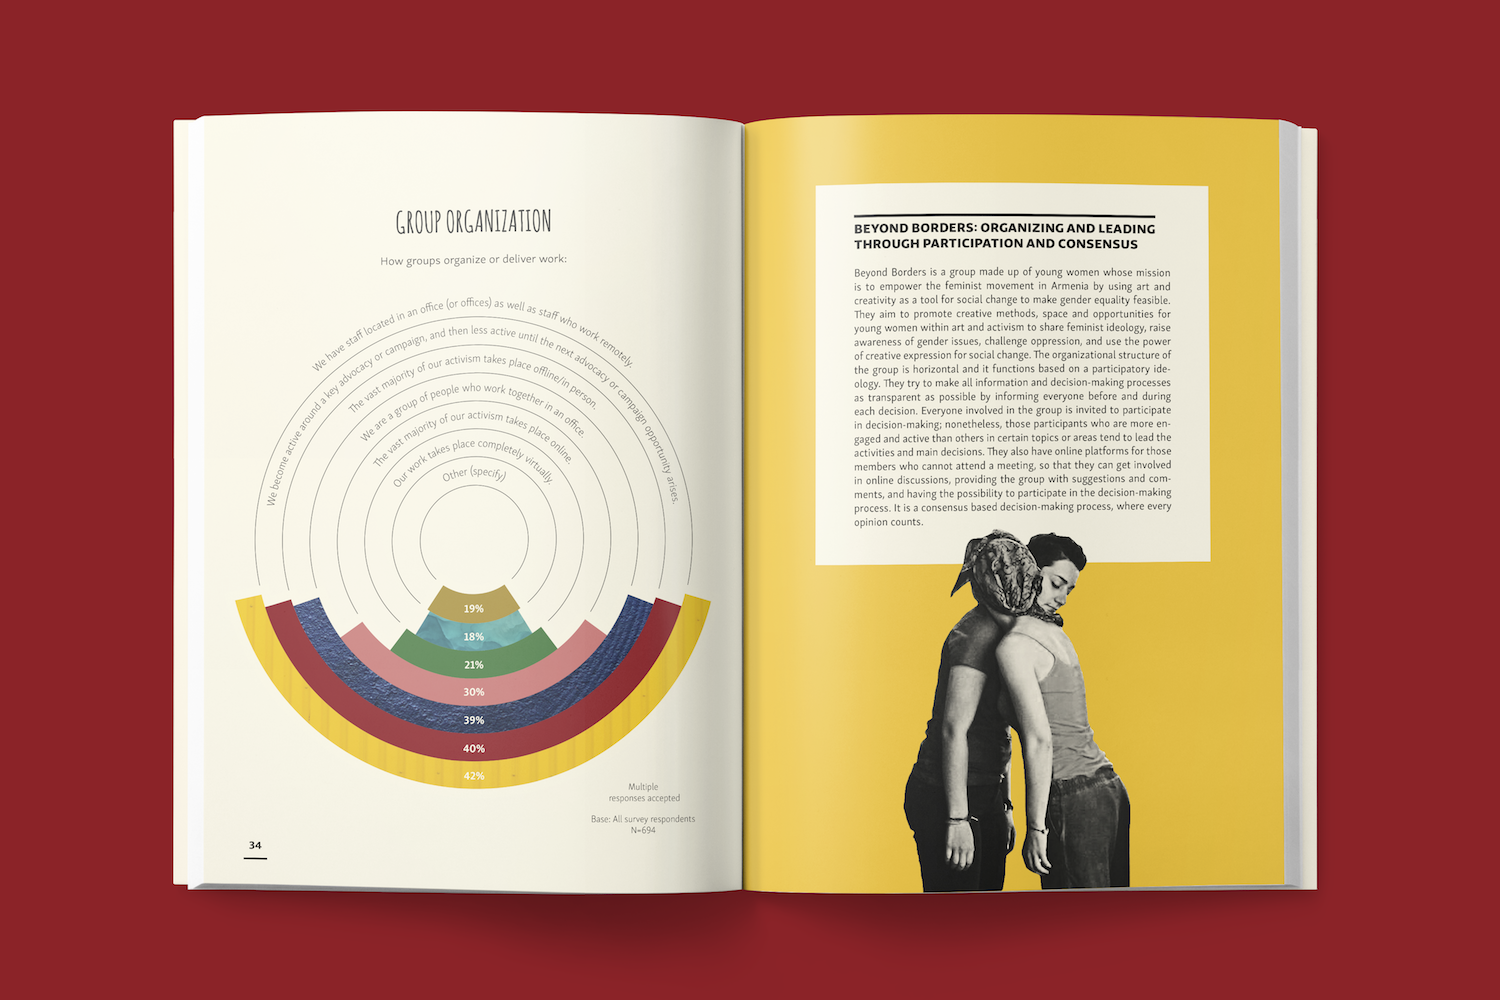 GROUP ORGANIZATION
How groups organize or deliver work:
We have staff located in an office (or offices) as well as staff who work remotely.
We become active around a key advocacy or campaign, and then less active until the next advocacy or campaign opportunity arises.
The vast majority of our activism takes place offline/in person.
We are a group of people who work together in an office.
The vast majority of our activism takes place online.
Our work takes place completely virtually.
Other (specify)
19%
18%
21%
30%
39%
40%
42%
Multiple
responses accepted
Base: All survey respondents
N=694
34
BEYOND BORDERS: ORGANIZING AND LEADING
THROUGH PARTICIPATION AND CONSENSUS
Beyond Borders is a group made up of young women whose mission
is to empower the feminist movement in Armenia by using art and
creativity as a tool for social change to make gender equality feasible.
They aim to promote creative methods, space and opportunities for
young women within art and activism to share feminist ideology, raise
awareness of gender issues, challenge oppression, and use the power
of creative expression for social change. The organizational structure of
the group is horizontal and it functions based on a participatory ide-
ology. They try to make all information and decision-making processes
as transparent as possible by informing everyone before and during
each decision. Everyone involved in the group is invited to participate
in decision-making; nonetheless, those participants who are more en-
gaged and active than others in certain topics or areas tend to lead the
activities and main decisions. They also have online platforms for those
members who cannot attend a meeting, so that they can get involved
in online discussions, providing the group with suggestions and com-
ments, and having the possibility to participate in the decision-making
process. It is a consensus based decision-making process, where every
opinion counts.